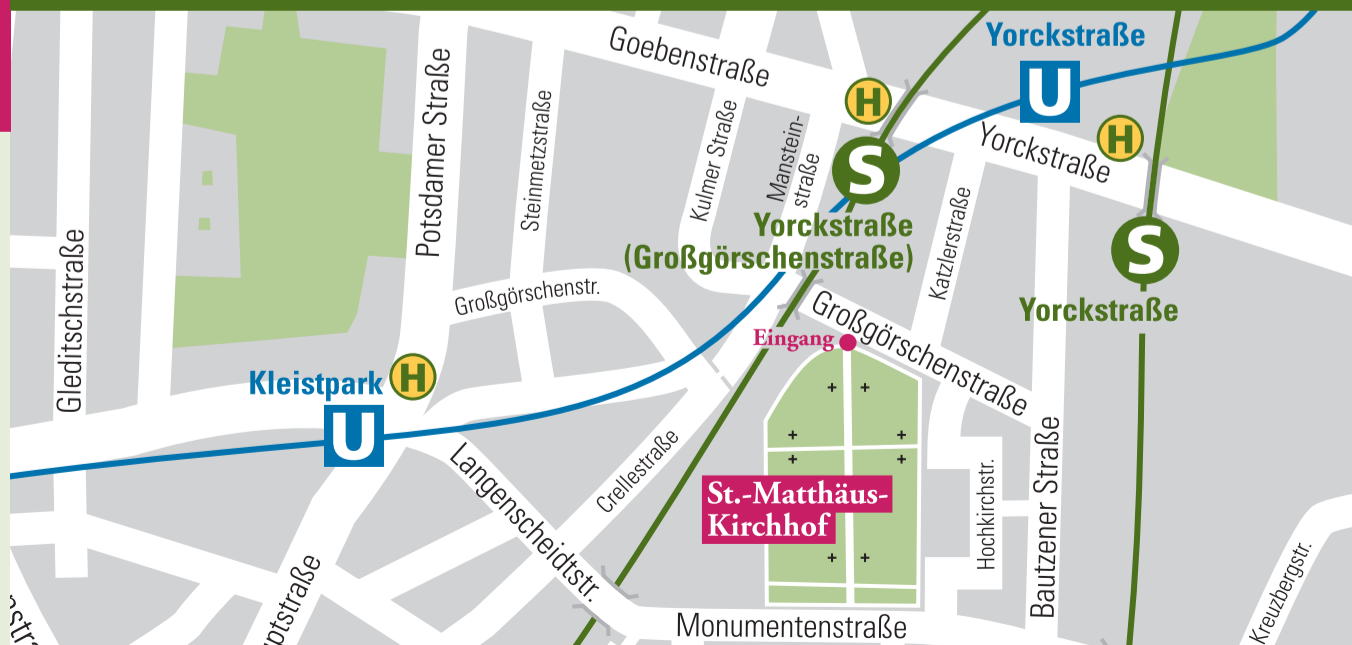 Goebenstraße
Yorckstraße
U
H
Yorckstraße
H
Potsdamer Straße
Steinmetzstraße
Kulmer Straße
Manstein-
straße
S
Yorckstraße
(Großgörschenstraße)
Katzlerstraße
S
Yorckstraße
Gleditschstraße
Großgörschenstr.
Großgörschenstraße
Eingang
Kleistpark
H
U
Langenscheidtstr.
Crellestraße
St.-Matthäus-
Kirchhof
Hochkirchstr.
Bautzener Straße
Kreuzbergstr.
ptstraße
Monumentenstraße